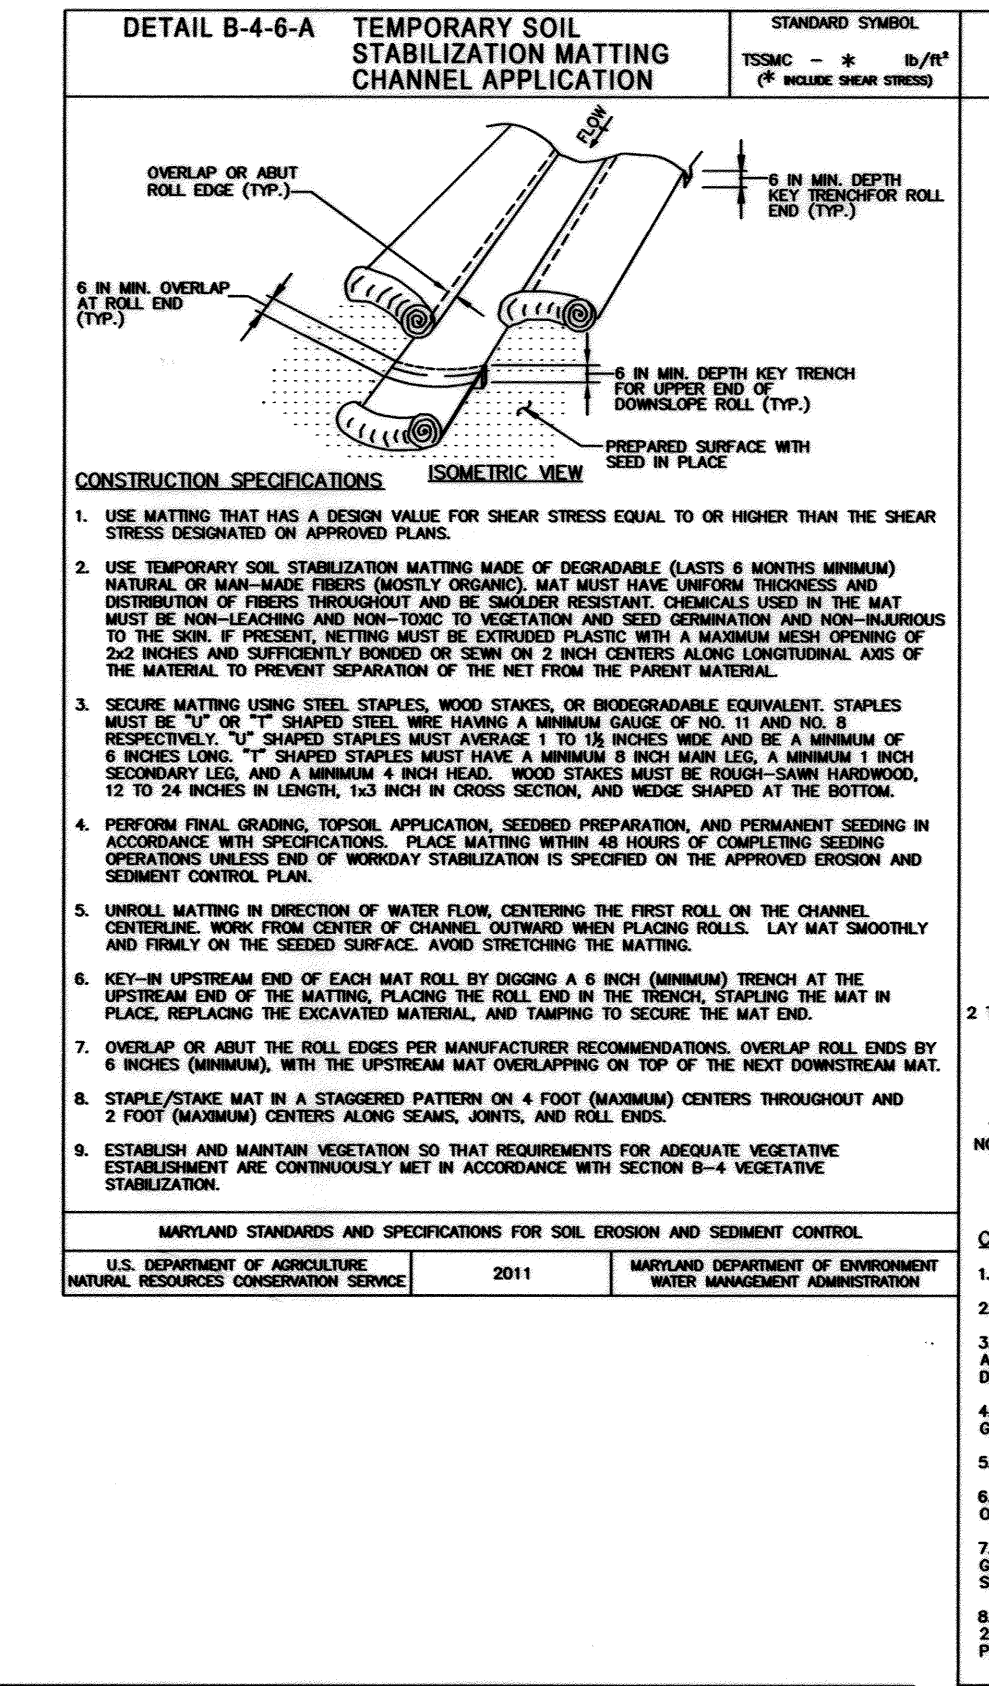 DETAIL B-4-6-A TEMPORARY SOIL
STABILIZATION MATTING
CHANNEL APPLICATION
STANDARD SYMBOL
TSSMC - * lb/ft²
(* INCLUDE SHEAR STRESS)
FLOW
OVERLAP OR ABUT
ROLL EDGE (TYP.)
6 IN MIN. DEPTH
KEY TRENCHFOR ROLL
END (TYP.)
6 IN MIN. OVERLAP
AT ROLL END
(TYP.)
6 IN MIN. DEPTH KEY TRENCH
FOR UPPER END OF
DOWNSLOPE ROLL (TYP.)
PREPARED SURFACE WITH
SEED IN PLACE
ISOMETRIC VIEW
CONSTRUCTION SPECIFICATIONS
1. USE MATTING THAT HAS A DESIGN VALUE FOR SHEAR STRESS EQUAL TO OR HIGHER THAN THE SHEAR
STRESS DESIGNATED ON APPROVED PLANS.
2. USE TEMPORARY SOIL STABILIZATION MATTING MADE OF DEGRADABLE (LASTS 6 MONTHS MINIMUM)
NATURAL OR MAN-MADE FIBERS (MOSTLY ORGANIC). MAT MUST HAVE UNIFORM THICKNESS AND
DISTRIBUTION OF FIBERS THROUGHOUT AND BE SMOLDER RESISTANT. CHEMICALS USED IN THE MAT
MUST BE NON-LEACHING AND NON-TOXIC TO VEGETATION AND SEED GERMINATION AND NON-INJURIOUS
TO THE SKIN. IF PRESENT, NETTING MUST BE EXTRUDED PLASTIC WITH A MAXIMUM MESH OPENING OF
2x2 INCHES AND SUFFICIENTLY BONDED OR SEWN ON 2 INCH CENTERS ALONG LONGITUDINAL AXIS OF
THE MATERIAL TO PREVENT SEPARATION OF THE NET FROM THE PARENT MATERIAL.
3. SECURE MATTING USING STEEL STAPLES, WOOD STAKES, OR BIODEGRADABLE EQUIVALENT. STAPLES
MUST BE "U" OR "T" SHAPED STEEL WIRE HAVING A MINIMUM GAUGE OF NO. 11 AND NO. 8
RESPECTIVELY. "U" SHAPED STAPLES MUST AVERAGE 1 TO 1½ INCHES WIDE AND BE A MINIMUM OF
6 INCHES LONG. "T" SHAPED STAPLES MUST HAVE A MINIMUM 8 INCH MAIN LEG, A MINIMUM 1 INCH
SECONDARY LEG, AND A MINIMUM 4 INCH HEAD. WOOD STAKES MUST BE ROUGH-SAWN HARDWOOD,
12 TO 24 INCHES IN LENGTH, 1x3 INCH IN CROSS SECTION, AND WEDGE SHAPED AT THE BOTTOM.
4. PERFORM FINAL GRADING, TOPSOIL APPLICATION, SEEDBED PREPARATION, AND PERMANENT SEEDING IN
ACCORDANCE WITH SPECIFICATIONS. PLACE MATTING WITHIN 48 HOURS OF COMPLETING SEEDING
OPERATIONS UNLESS END OF WORKDAY STABILIZATION IS SPECIFIED ON THE APPROVED EROSION AND
SEDIMENT CONTROL PLAN.
5. UNROLL MATTING IN DIRECTION OF WATER FLOW, CENTERING THE FIRST ROLL ON THE CHANNEL
CENTERLINE. WORK FROM CENTER OF CHANNEL OUTWARD WHEN PLACING ROLLS. LAY MAT SMOOTHLY
AND FIRMLY ON THE SEEDED SURFACE. AVOID STRETCHING THE MATTING.
6. KEY-IN UPSTREAM END OF EACH MAT ROLL BY DIGGING A 6 INCH (MINIMUM) TRENCH AT THE
UPSTREAM END OF THE MATTING, PLACING THE ROLL END IN THE TRENCH, STAPLING THE MAT IN
PLACE, REPLACING THE EXCAVATED MATERIAL, AND TAMPING TO SECURE THE MAT END.
7. OVERLAP OR ABUT THE ROLL EDGES PER MANUFACTURER RECOMMENDATIONS. OVERLAP ROLL ENDS BY
6 INCHES (MINIMUM), WITH THE UPSTREAM MAT OVERLAPPING ON TOP OF THE NEXT DOWNSTREAM MAT.
8. STAPLE/STAKE MAT IN A STAGGERED PATTERN ON 4 FOOT (MAXIMUM) CENTERS THROUGHOUT AND
2 FOOT (MAXIMUM) CENTERS ALONG SEAMS, JOINTS, AND ROLL ENDS.
9. ESTABLISH AND MAINTAIN VEGETATION SO THAT REQUIREMENTS FOR ADEQUATE VEGETATIVE
ESTABLISHMENT ARE CONTINUOUSLY MET IN ACCORDANCE WITH SECTION B-4 VEGETATIVE
STABILIZATION.
MARYLAND STANDARDS AND SPECIFICATIONS FOR SOIL EROSION AND SEDIMENT CONTROL
U.S. DEPARTMENT OF AGRICULTURE
NATURAL RESOURCES CONSERVATION SERVICE
2011
MARYLAND DEPARTMENT OF ENVIRONMENT
WATER MANAGEMENT ADMINISTRATION
1.